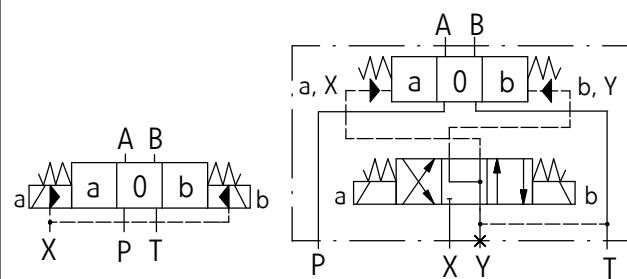 A B
a, X a 0 b b, Y
A B
a a 0 b b
a b
X P T
P X Y T